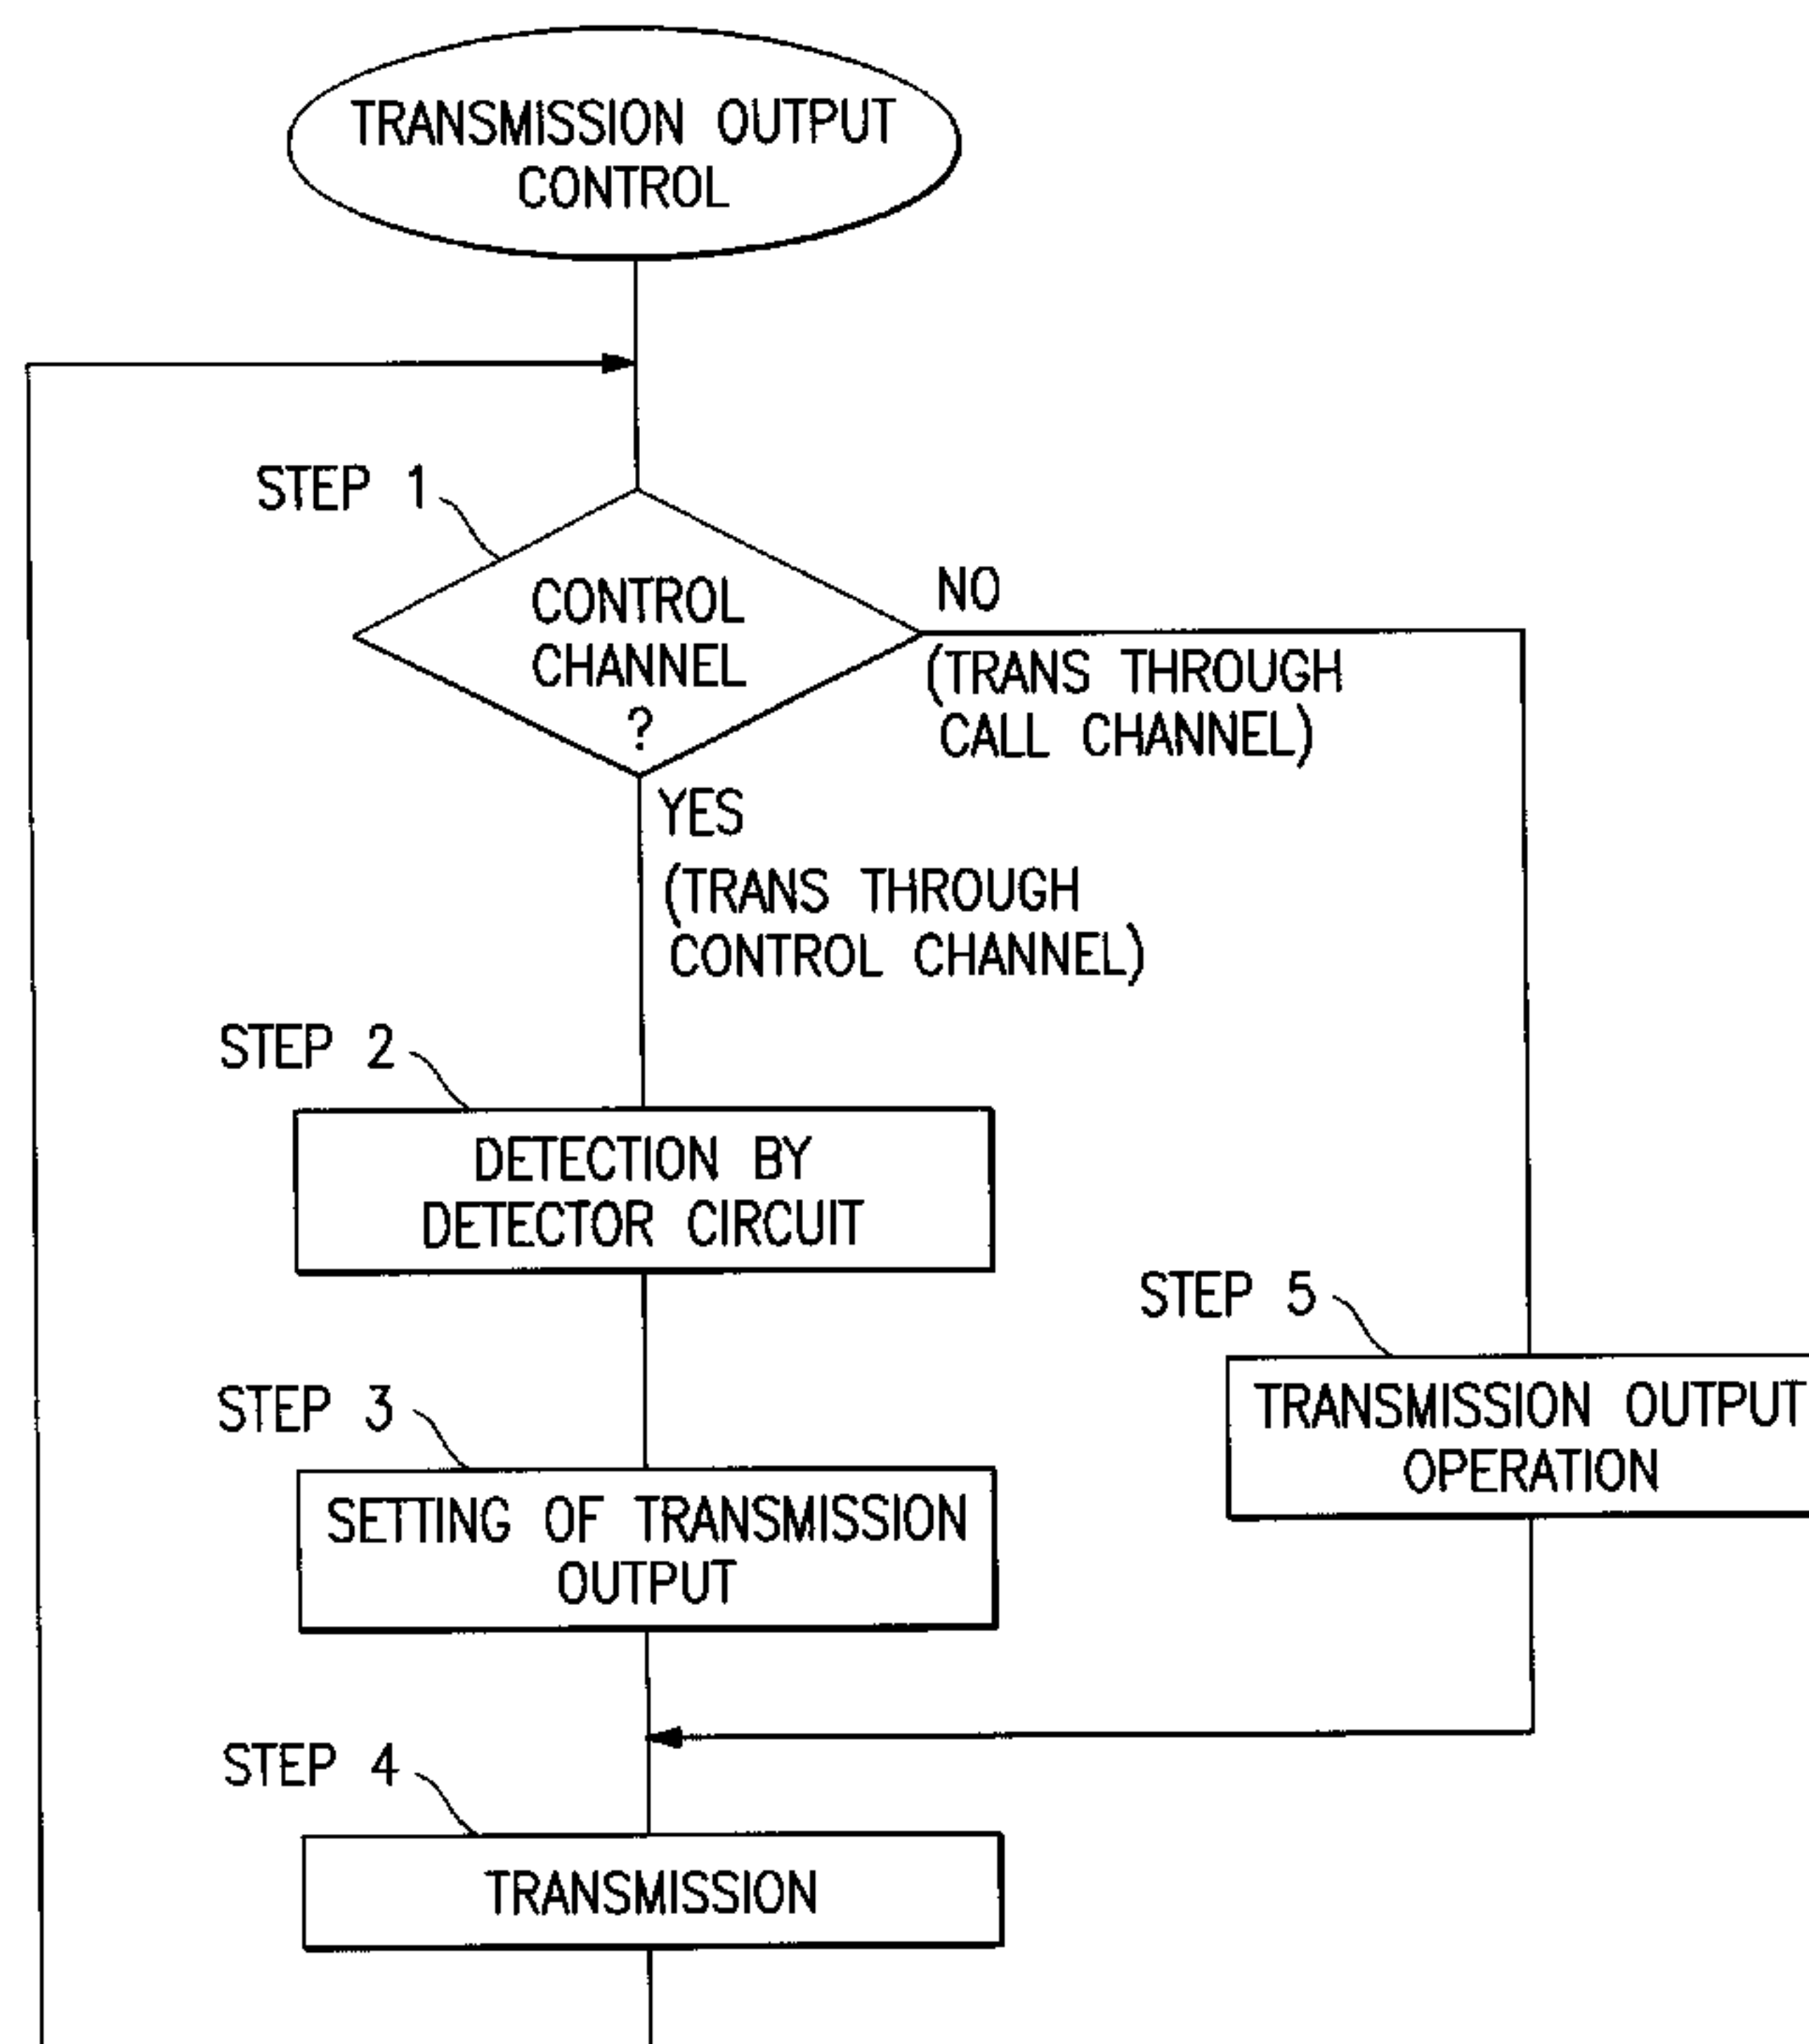 TRANSMISSION OUTPUT
CONTROL
STEP 1
CONTROL
CHANNEL
?
NO
(TRANS THROUGH
CALL CHANNEL)
YES
(TRANS THROUGH
CONTROL CHANNEL)
STEP 2
DETECTION BY
DETECTOR CIRCUIT
STEP 5
TRANSMISSION OUTPUT
OPERATION
STEP 3
SETTING OF TRANSMISSION
OUTPUT
STEP 4
TRANSMISSION